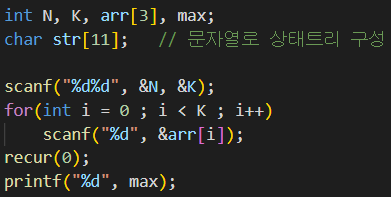 int N, K, arr[3], max;
char str[11];   // 문자열로 상태트리 구성

scanf("%d%d", &N, &K);
for(int i = 0 ; i < K ; i++)
    scanf("%d", &arr[i]);
recur(0);
printf("%d", max);